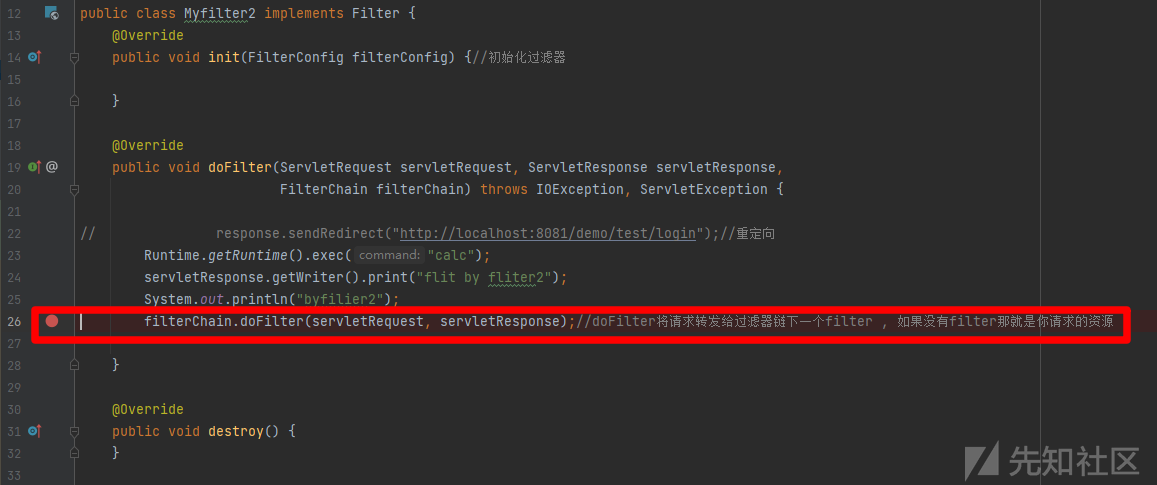 12 public class Myfilter2 implements Filter {
13 @Override
14 public void init(FilterConfig filterConfig) {//初始化过滤器
15
16 }
17
18 @Override
19 @ public void doFilter(ServletRequest servletRequest, ServletResponse servletResponse,
20 FilterChain filterChain) throws IOException, ServletException {
21
22 // response.sendRedirect("http://localhost:8081/demo/test/login");//重定向
23 Runtime.getRuntime().exec( command: "calc");
24 servletResponse.getWriter().print("flit by fliter2");
25 System.out.println("byfilier2");
26 filterChain.doFilter(servletRequest, servletResponse);//doFilter将请求转发给过滤器链下一个filter , 如果没有filter那就是你请求的资源
27
28 }
29
30 @Override
31 public void destroy() {
32 }
33
先知社区